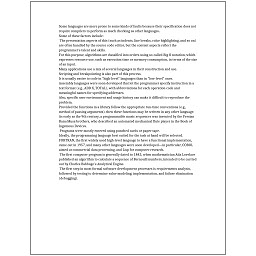 Some languages are more prone to some kinds of faults because their specification does not
require compilers to perform as much checking as other languages.
Some of these factors include:
The presentation aspects of this (such as indents, line breaks, color highlighting, and so on)
are often handled by the source code editor, but the content aspects reflect the
programmer's talent and skills.
For this purpose, algorithms are classified into orders using so-called Big O notation, which
expresses resource use, such as execution time or memory consumption, in terms of the size
of an input.
Many applications use a mix of several languages in their construction and use.
Scripting and breakpointing is also part of this process.
It is usually easier to code in "high-level" languages than in "low-level" ones.
Assembly languages were soon developed that let the programmer specify instruction in a
text format (e.g., ADD X, TOTAL), with abbreviations for each operation code and
meaningful names for specifying addresses.
Also, specific user environment and usage history can make it difficult to reproduce the
problem.
Provided the functions in a library follow the appropriate run-time conventions (e.g.,
method of passing arguments), then these functions may be written in any other language.
As early as the 9th century, a programmable music sequencer was invented by the Persian
Banu Musa brothers, who described an automated mechanical flute player in the Book of
Ingenious Devices.
Programs were mostly entered using punched cards or paper tape.
Ideally, the programming language best suited for the task at hand will be selected.
FORTRAN, the first widely used high-level language to have a functional implementation,
came out in 1957, and many other languages were soon developed—in particular, COBOL
aimed at commercial data processing, and Lisp for computer research.
The first computer program is generally dated to 1843, when mathematician Ada Lovelace
published an algorithm to calculate a sequence of Bernoulli numbers, intended to be carried
out by Charles Babbage's Analytical Engine.
The first step in most formal software development processes is requirements analysis,
followed by testing to determine value modeling, implementation, and failure elimination
(debugging).